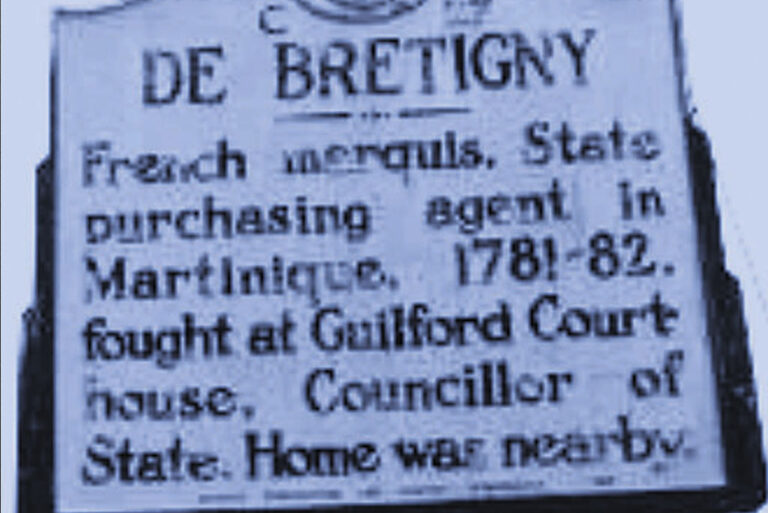 C
DE BRETIGNY
French marquis. State
purchasing agent in
Martinique, 1781-82.
fought at Guilford Court
house. Councillor of
State. Home was nearby.